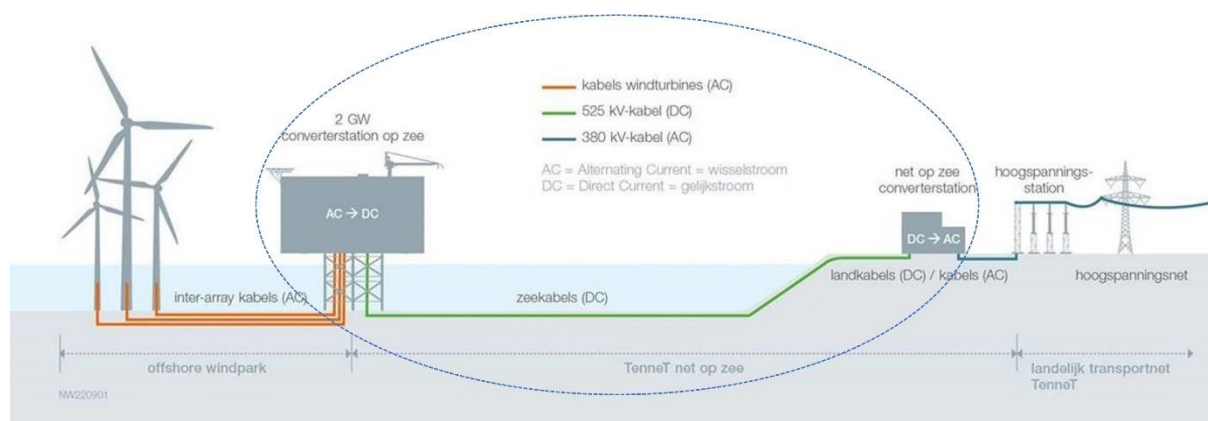 kabels windturbines (AC)
525 kV-kabel (DC)
380 kV-kabel (AC)
AC = Alternating Current = wisselstroom
DC = Direct Current = gelijkstroom
2 GW
converterstation op zee
AC → DC
net op zee
converterstation
DC → AC
hoogspannings-
station
inter-array kabels (AC)
zeekabels (DC)
landkabels (DC) / kabels (AC)
hoogspanningsnet
offshore windpark
TenneT net op zee
landelijk transportnet
TenneT
NW220901